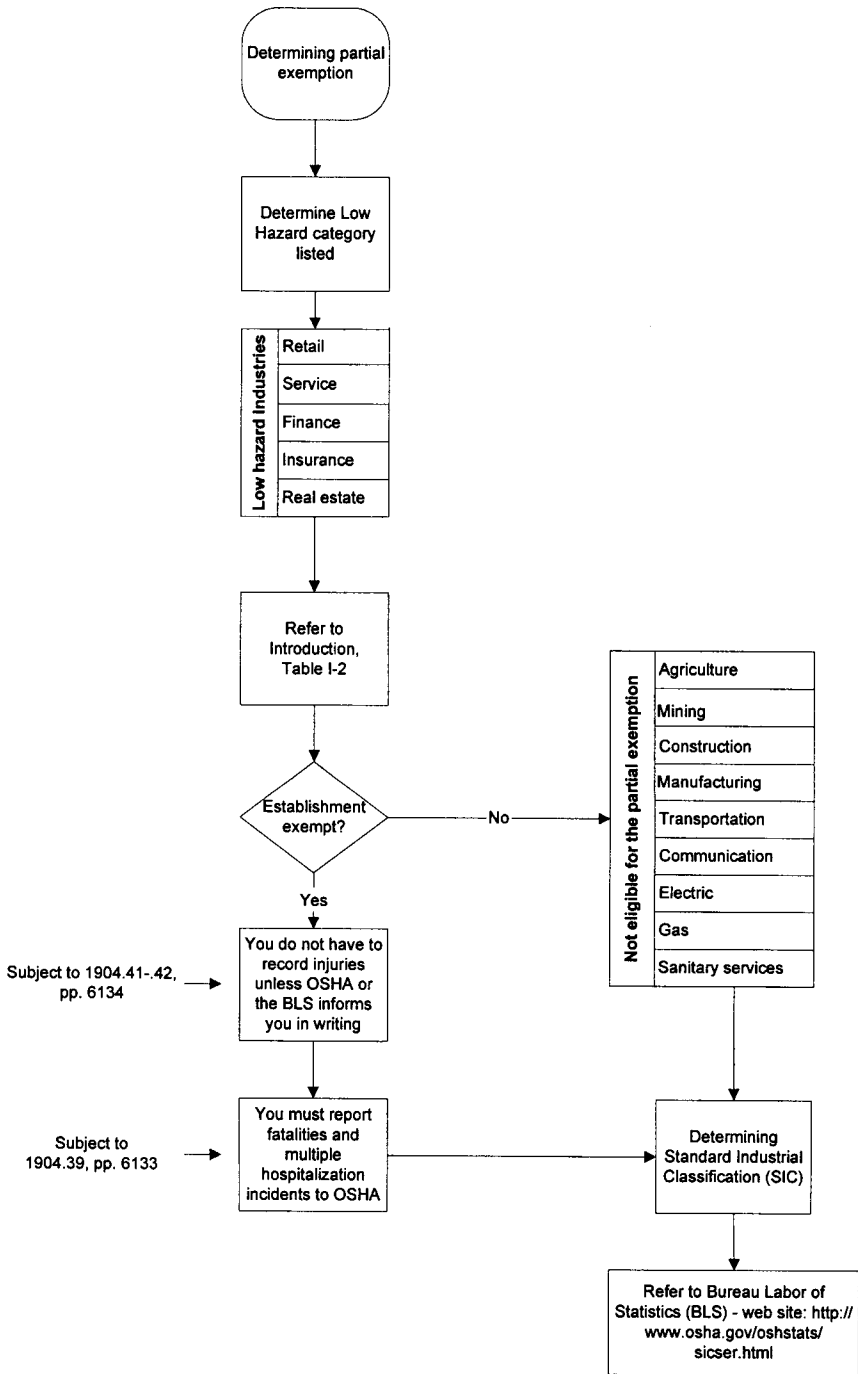 Determining partial
exemption
Determine Low
Hazard category
listed
Low hazard Industries
Retail
Service
Finance
Insurance
Real estate
Refer to
Introduction,
Table I-2
Establishment
exempt?
No
Yes
Not eligible for the partial exemption
Agriculture
Mining
Construction
Manufacturing
Transportation
Communication
Electric
Gas
Sanitary services
Subject to 1904.41-.42,
pp. 6134
You do not have to
record injuries
unless OSHA or
the BLS informs
you in writing
Subject to
1904.39, pp. 6133
You must report
fatalities and
multiple
hospitalization
incidents to OSHA
Determining
Standard Industrial
Classification (SIC)
Refer to Bureau Labor of
Statistics (BLS) - web site: http://
www.osha.gov/oshstats/
sicser.html